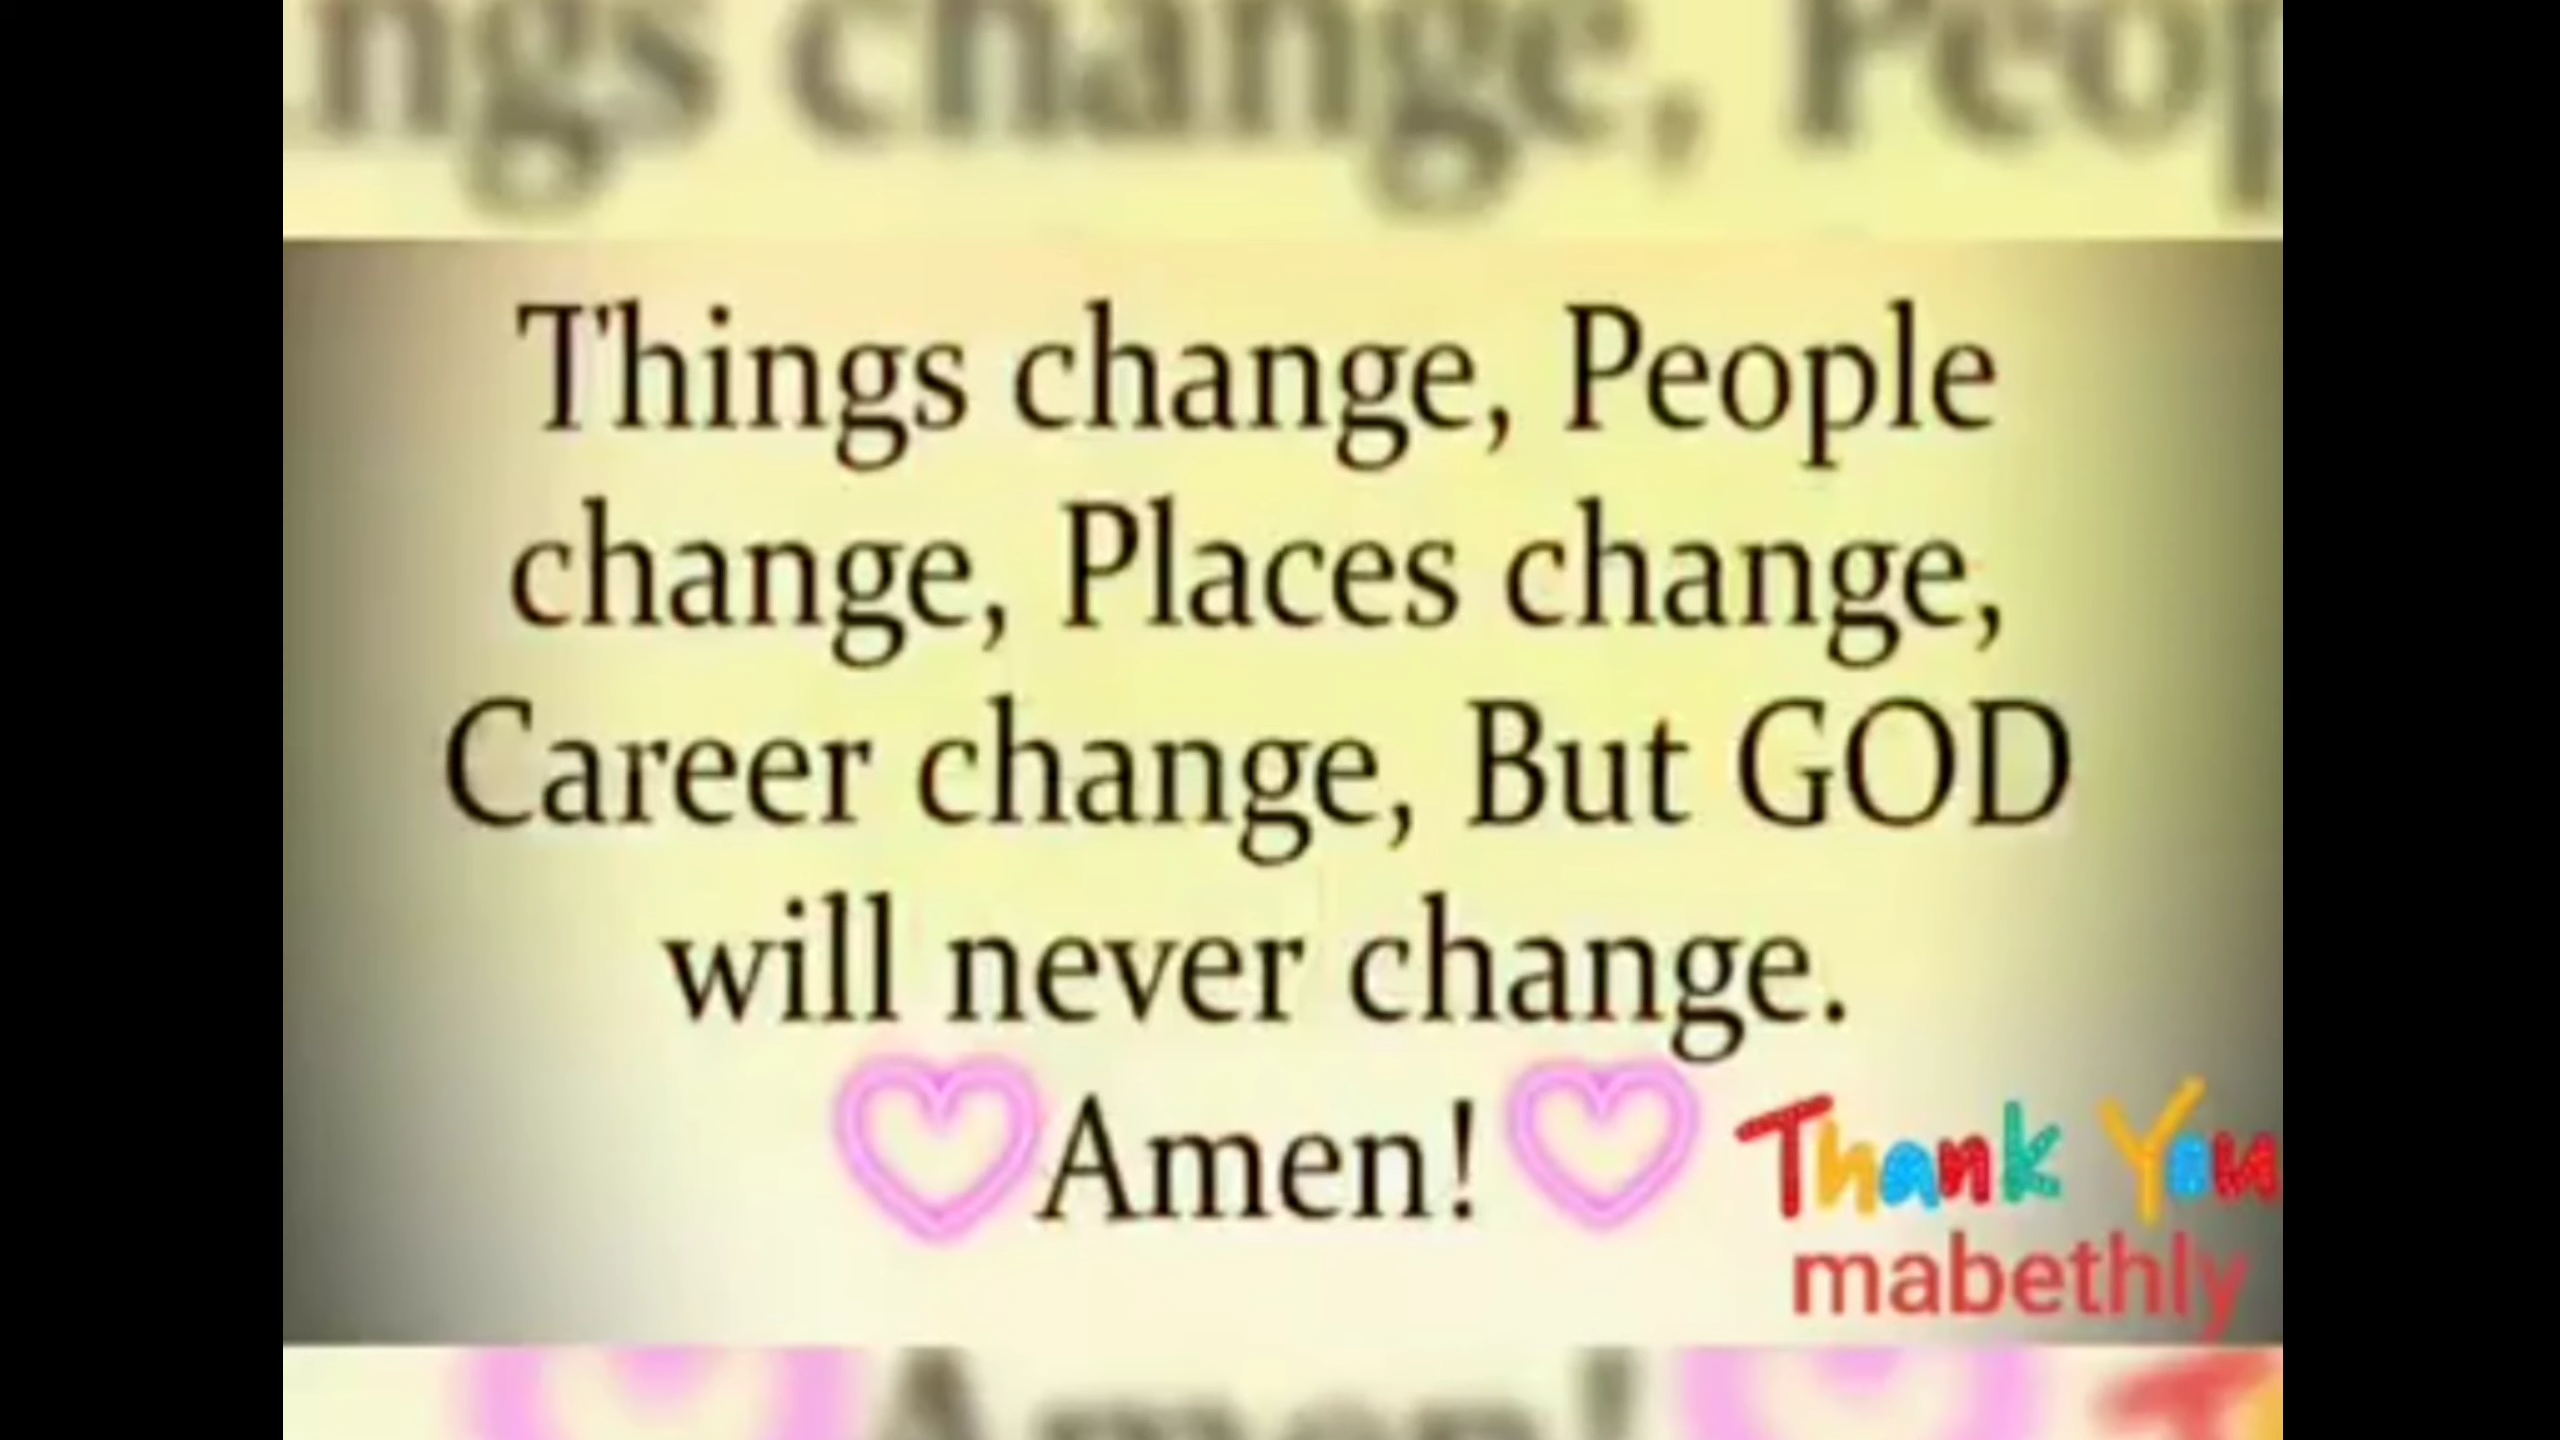 ngs change, Peop
Things change, People
change, Places change,
Career change, But GOD
will never change.
Amen!
Thank You
mabethly
Amen!